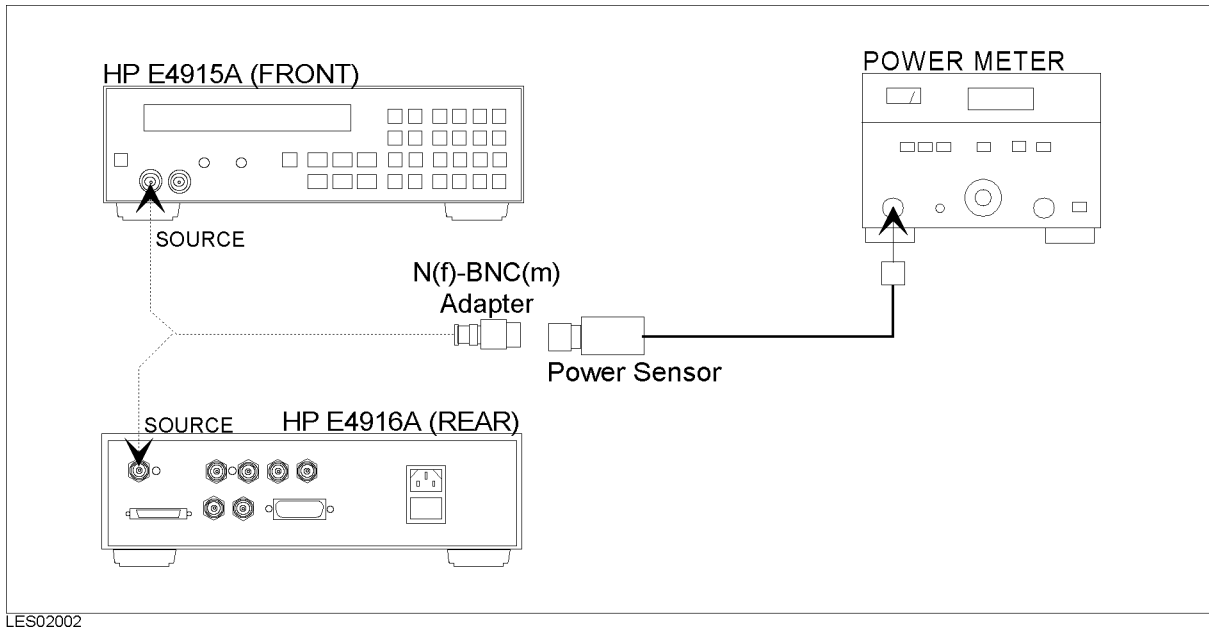 HP E4915A (FRONT)
POWER METER
SOURCE
N(f)-BNC(m)
Adapter
Power Sensor
SOURCE
HP E4916A (REAR)
LES02002